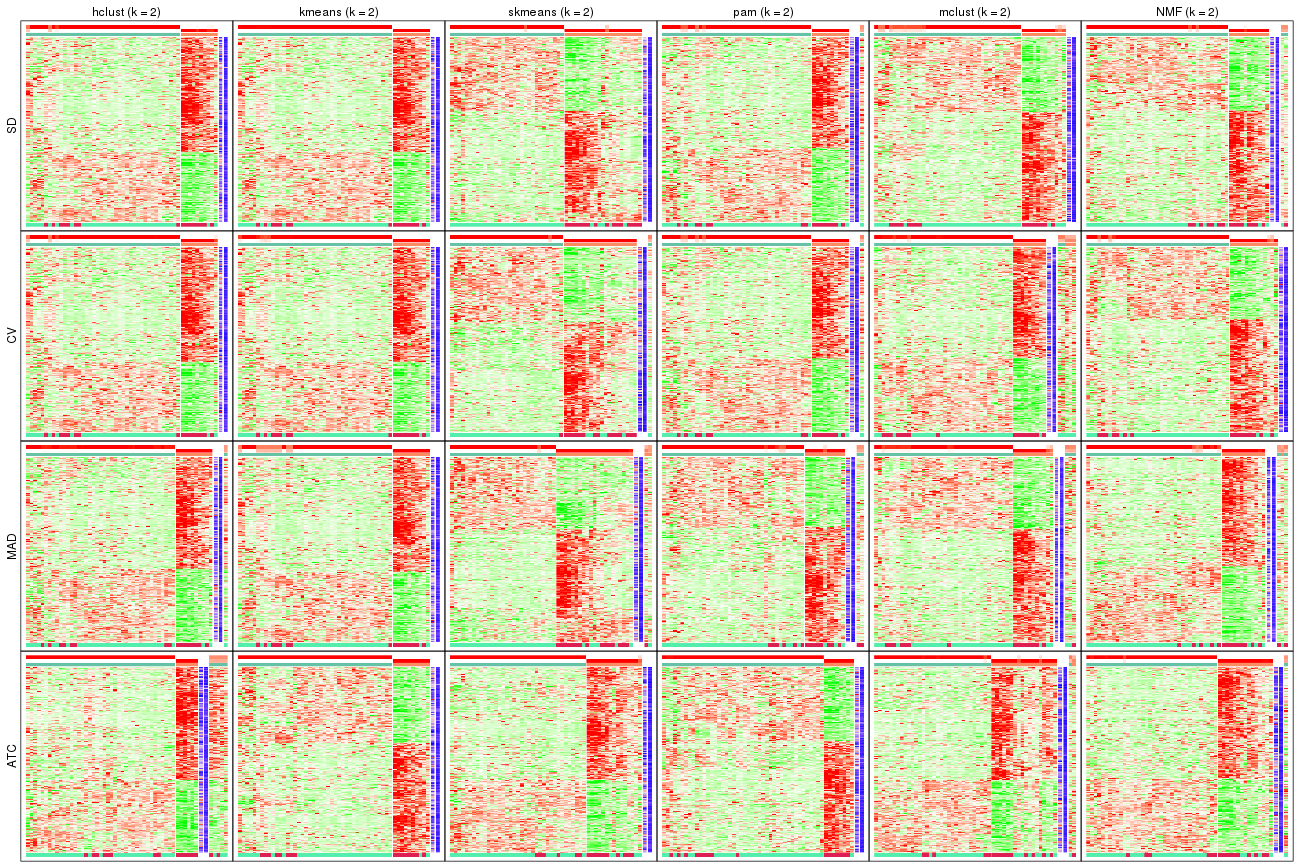 hclust (k = 2) kmeans (k = 2) skmeans (k = 2) pam (k = 2) mclust (k = 2) NMF (k = 2)
SD
CV
MAD
ATC